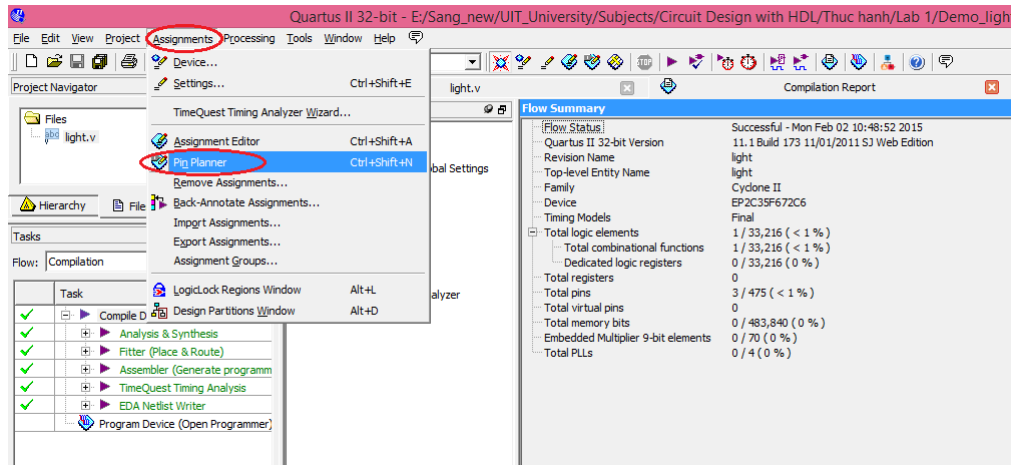 Quartus II 32-bit - E:/Sang_new/UIT_University/Subjects/Circuit Design with HDL/Thuc hanh/Lab 1/Demo_ligh
File Edit View Project Assignments Processing Tools Window Help
Device...
Settings... Ctrl+Shift+E
TimeQuest Timing Analyzer Wizard...
Assignment Editor Ctrl+Shift+A
Pin Planner Ctrl+Shift+N
Remove Assignments...
Back-Annotate Assignments...
Import Assignments...
Export Assignments...
Assignment Groups...
LogicLock Regions Window Alt+L
Design Partitions Window Alt+D
Project Navigator
Files
abc light.v
Hierarchy File
Tasks
Flow: Compilation
Task
Compile D
Analysis & Synthesis
Fitter (Place & Route)
Assembler (Generate programm
TimeQuest Timing Analysis
EDA Netlist Writer
Program Device (Open Programmer)
STOP
light.v
Compilation Report
bal Settings
alyzer
Flow Summary
Flow Status Successful - Mon Feb 02 10:48:52 2015
Quartus II 32-bit Version 11.1 Build 173 11/01/2011 SJ Web Edition
Revision Name light
Top-level Entity Name light
Family Cyclone II
Device EP2C35F672C6
Timing Models Final
Total logic elements 1 / 33,216 ( < 1 % )
Total combinational functions 1 / 33,216 ( < 1 % )
Dedicated logic registers 0 / 33,216 ( 0 % )
Total registers 0
Total pins 3 / 475 ( < 1 % )
Total virtual pins 0
Total memory bits 0 / 483,840 ( 0 % )
Embedded Multiplier 9-bit elements 0 / 70 ( 0 % )
Total PLLs 0 / 4 ( 0 % )